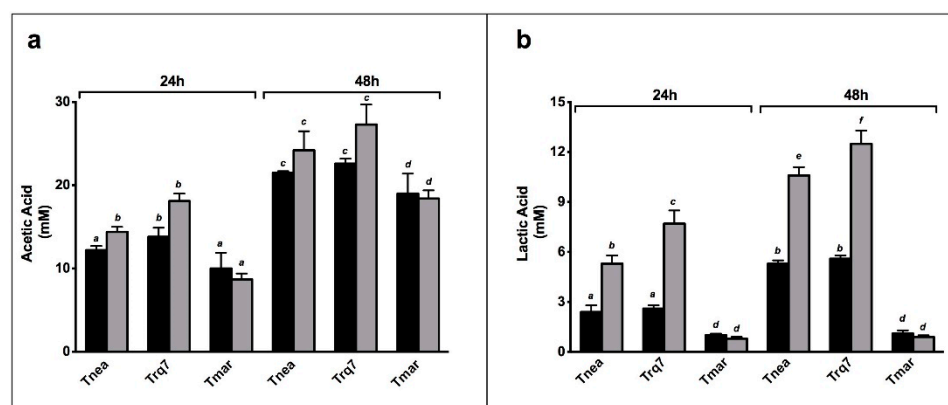 a
24h
48h
30
20
10
0
Acetic Acid
(mM)
a
b
b
b
a
a
c
c
c
c
d
d
Tnea
Trq7
Tmar
Tnea
Trq7
Tmar
b
24h
48h
15
12
9
6
3
0
Lactic Acid
(mM)
a
b
a
c
d
d
b
e
b
f
d
d
Tnea
Trq7
Tmar
Tnea
Trq7
Tmar